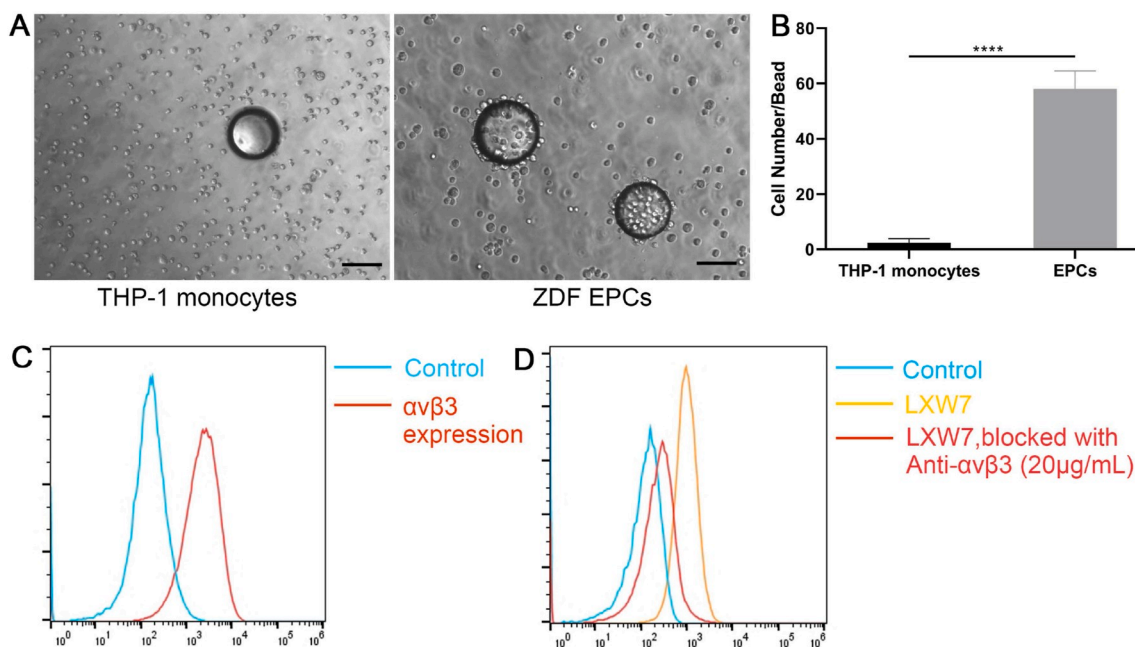 A
THP-1 monocytes
ZDF EPCs
B
Cell Number/Bead
80
60
40
20
0
****
THP-1 monocytes
EPCs
C
Control
αvβ3
expression
10⁰ 10¹ 10² 10³ 10⁴ 10⁵ 10⁶
D
Control
LXW7
LXW7,blocked with
Anti-αvβ3 (20µg/mL)
10⁰ 10¹ 10² 10³ 10⁴ 10⁵ 10⁶